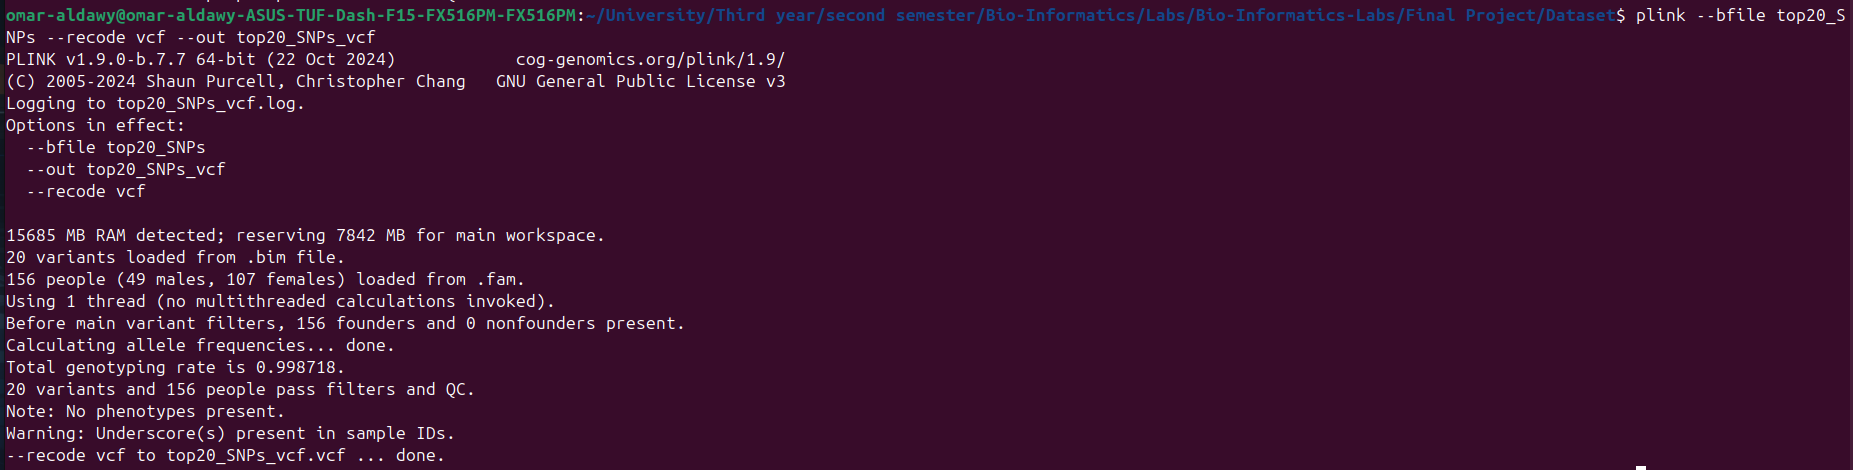 omar-aldawy@omar-aldawy-ASUS-TUF-Dash-F15-FX516PM-FX516PM:~/University/Third year/second semester/Bio-Informatics/Labs/Bio-Informatics-Labs/Final Project/Dataset$ plink --bfile top20_S
NPs --recode vcf --out top20_SNPs_vcf
PLINK v1.9.0-b.7.7 64-bit (22 Oct 2024)            cog-genomics.org/plink/1.9/
(C) 2005-2024 Shaun Purcell, Christopher Chang   GNU General Public License v3
Logging to top20_SNPs_vcf.log.
Options in effect:
  --bfile top20_SNPs
  --out top20_SNPs_vcf
  --recode vcf

15685 MB RAM detected; reserving 7842 MB for main workspace.
20 variants loaded from .bim file.
156 people (49 males, 107 females) loaded from .fam.
Using 1 thread (no multithreaded calculations invoked).
Before main variant filters, 156 founders and 0 nonfounders present.
Calculating allele frequencies... done.
Total genotyping rate is 0.998718.
20 variants and 156 people pass filters and QC.
Note: No phenotypes present.
Warning: Underscore(s) present in sample IDs.
--recode vcf to top20_SNPs_vcf.vcf ... done.